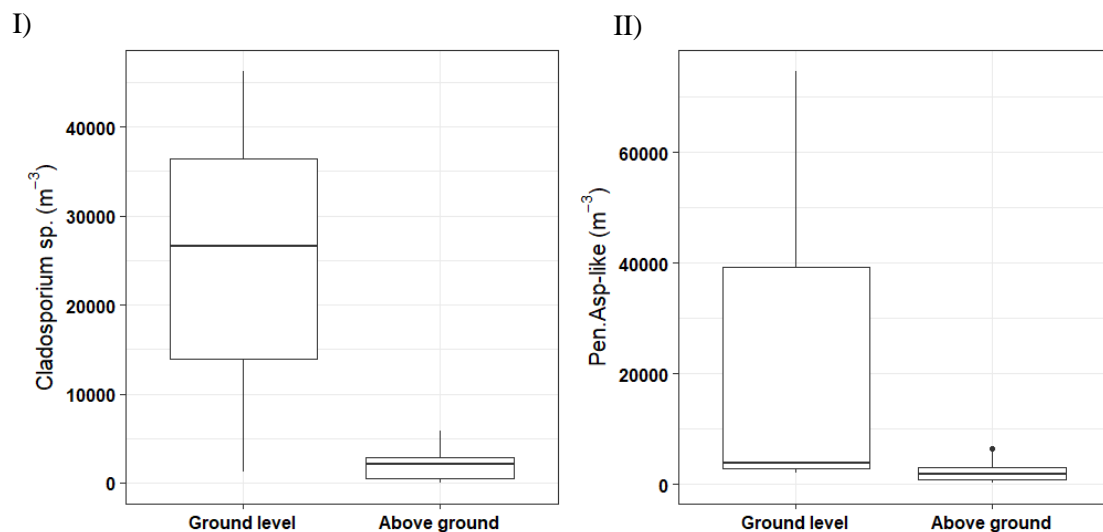 I)
II)
Cladosporium sp. (m⁻³)
40000
30000
20000
10000
0
Ground level
Above ground
Pen.Asp-like (m⁻³)
60000
40000
20000
0
Ground level
Above ground